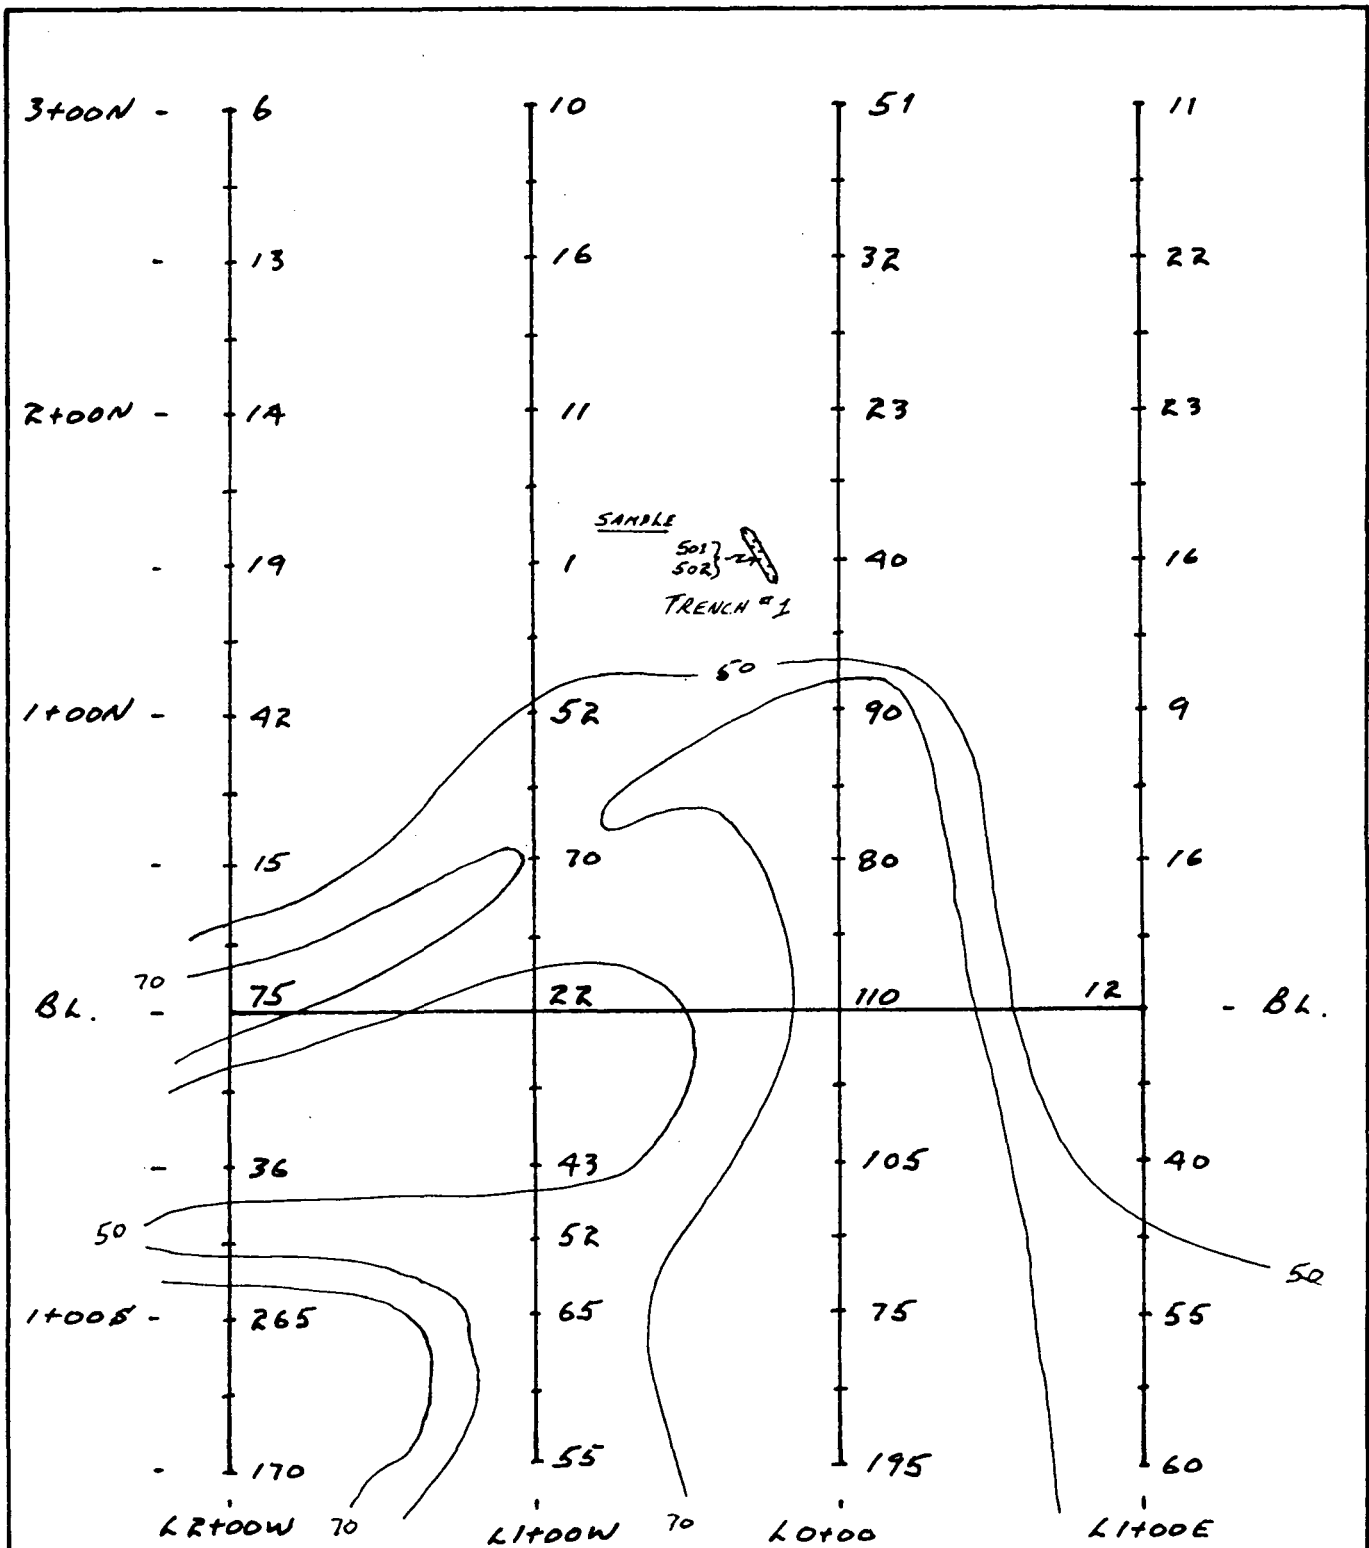 3+00N - 6 10 51 11
- 13 16 32 22
2+00N - 14 11 23 23
SAMPLE
501
502
- 19 1 40 16
TRENCH #1
50
1+00N - 42 52 90 9
- 15 70 80 16
70
BL. - 75 22 110 12 - BL.
- 36 43 105 40
50 52
50
1+00S - 265 65 75 55
- 170 55 195 60
L2+00W 70 L1+00W 70 L0+00 L1+00E